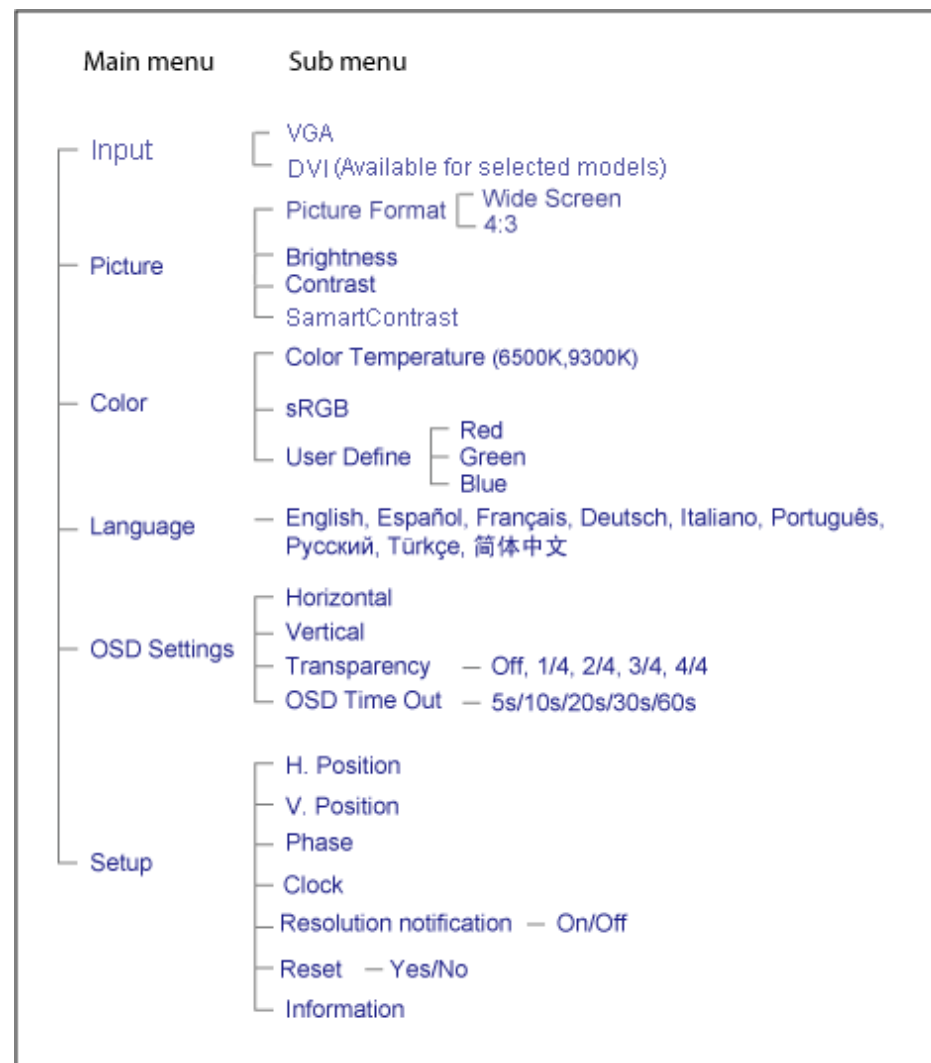 Main menu Sub menu
Input VGA
DVI (Available for selected models)
Picture Format Wide Screen
4:3
Picture Brightness
Contrast
SamartContrast
Color Temperature (6500K,9300K)
Color sRGB
Red
User Define Green
Blue
Language — English, Español, Français, Deutsch, Italiano, Português,
Русский, Türkçe, 简体中文
Horizontal
Vertical
OSD Settings Transparency — Off, 1/4, 2/4, 3/4, 4/4
OSD Time Out — 5s/10s/20s/30s/60s
H. Position
V. Position
Phase
Setup
Clock
Resolution notification — On/Off
Reset — Yes/No
Information